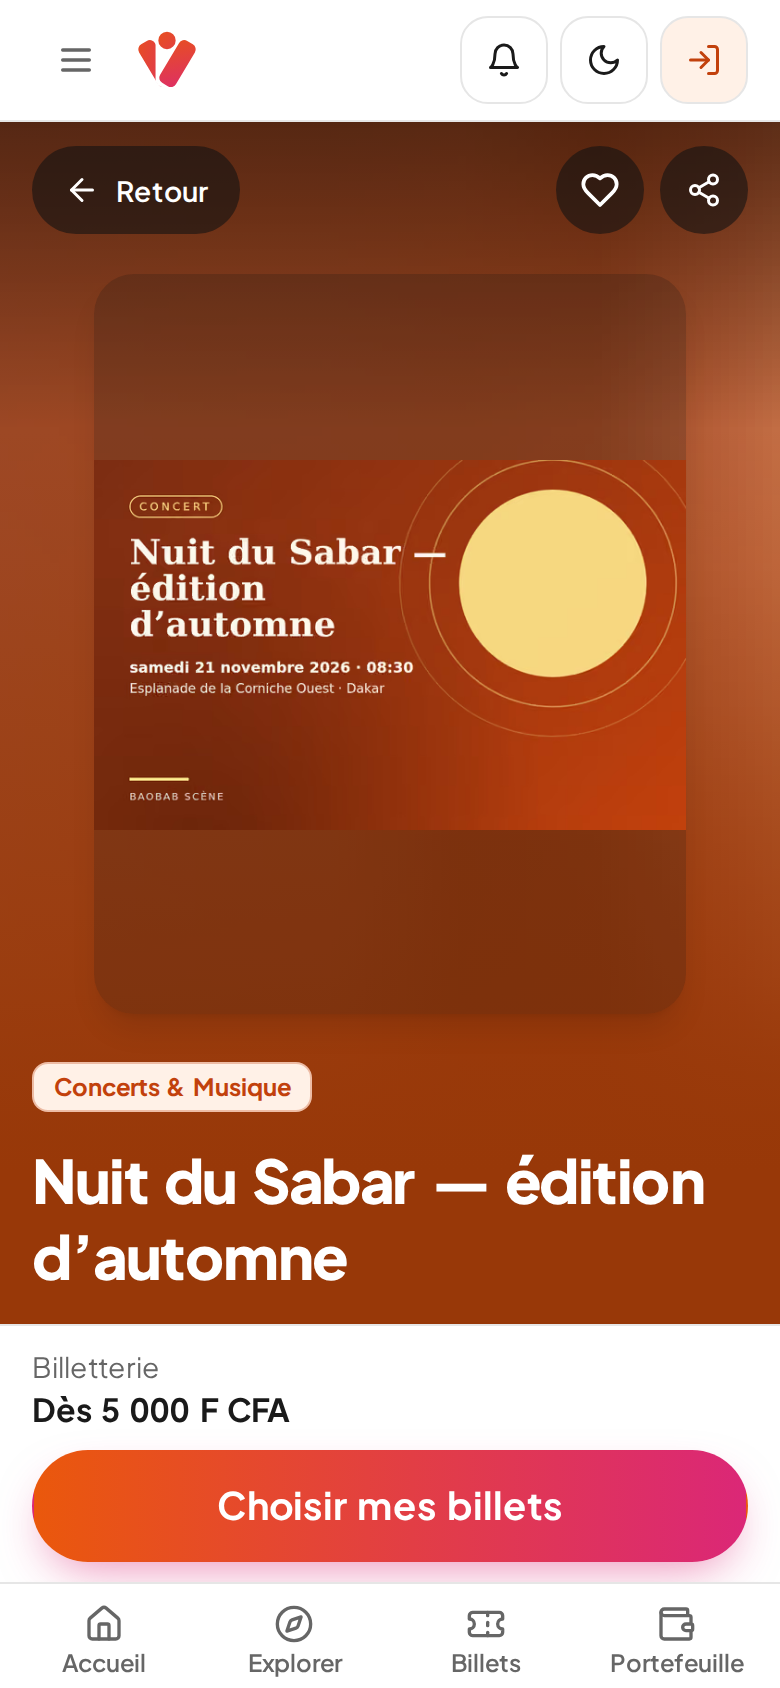 Retour
CONCERT
Nuit du Sabar —
édition
d’automne
samedi 21 novembre 2026 · 08:30
Esplanade de la Corniche Ouest · Dakar
BAOBAB SCÈNE
Concerts & Musique
Nuit du Sabar — édition
d’automne
Billetterie
Dès 5 000 F CFA
Choisir mes billets
Accueil
Explorer
Billets
Portefeuille